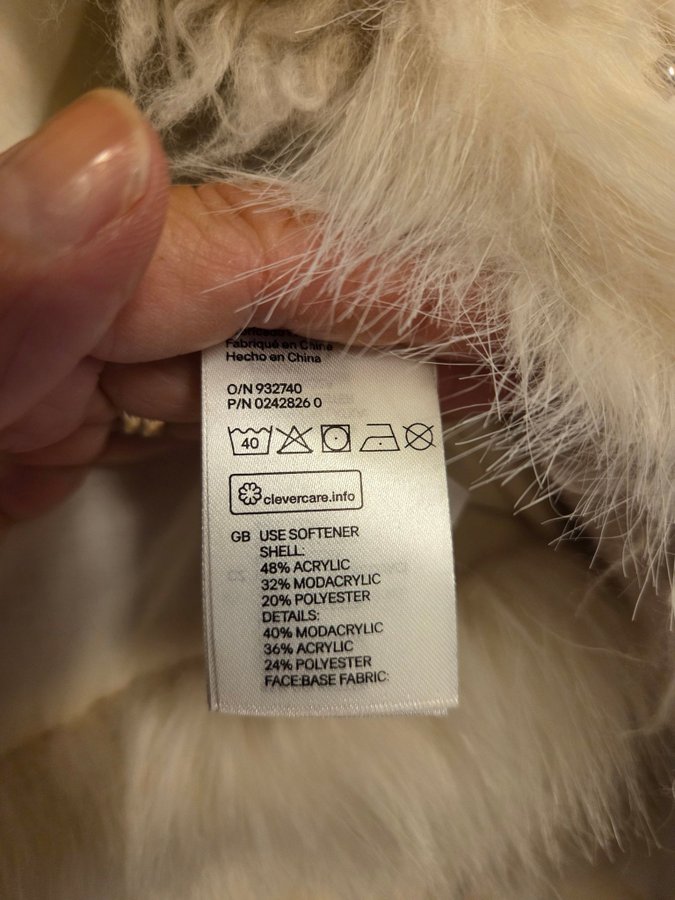 Fabriqué en Chine
Hecho en China
O/N 932740
P/N 0242826 0
40
clevercare.info
GB USE SOFTENER
SHELL:
48% ACRYLIC
32% MODACRYLIC
20% POLYESTER
DETAILS:
40% MODACRYLIC
36% ACRYLIC
24% POLYESTER
FACE:BASE FABRIC: